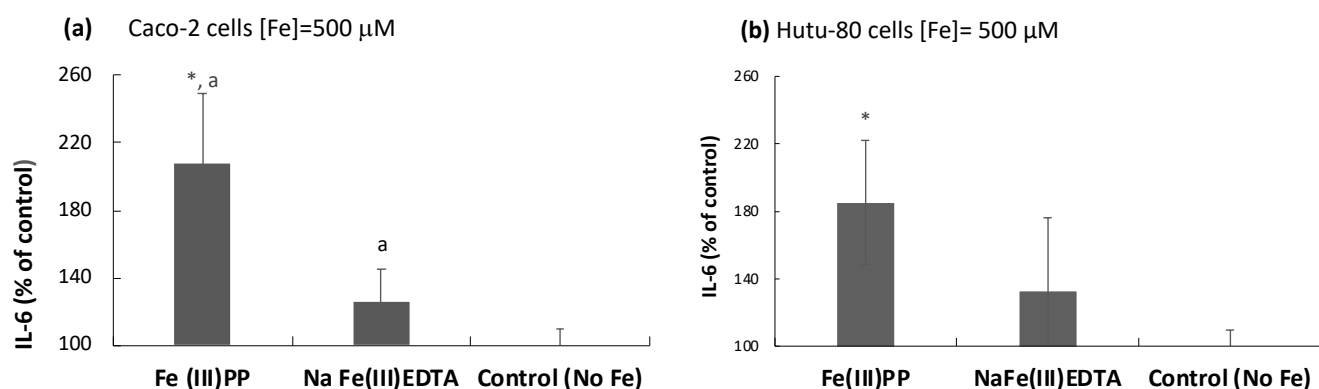 (a) Caco-2 cells [Fe]=500 μM
IL-6 (% of control)
260
220
180
140
100
*, a
a
Fe (III)PP Na Fe(III)EDTA Control (No Fe)
(b) Hutu-80 cells [Fe]= 500 µM
IL-6 (% of control)
260
220
180
140
100
*
Fe(III)PP NaFe(III)EDTA Control (No Fe)